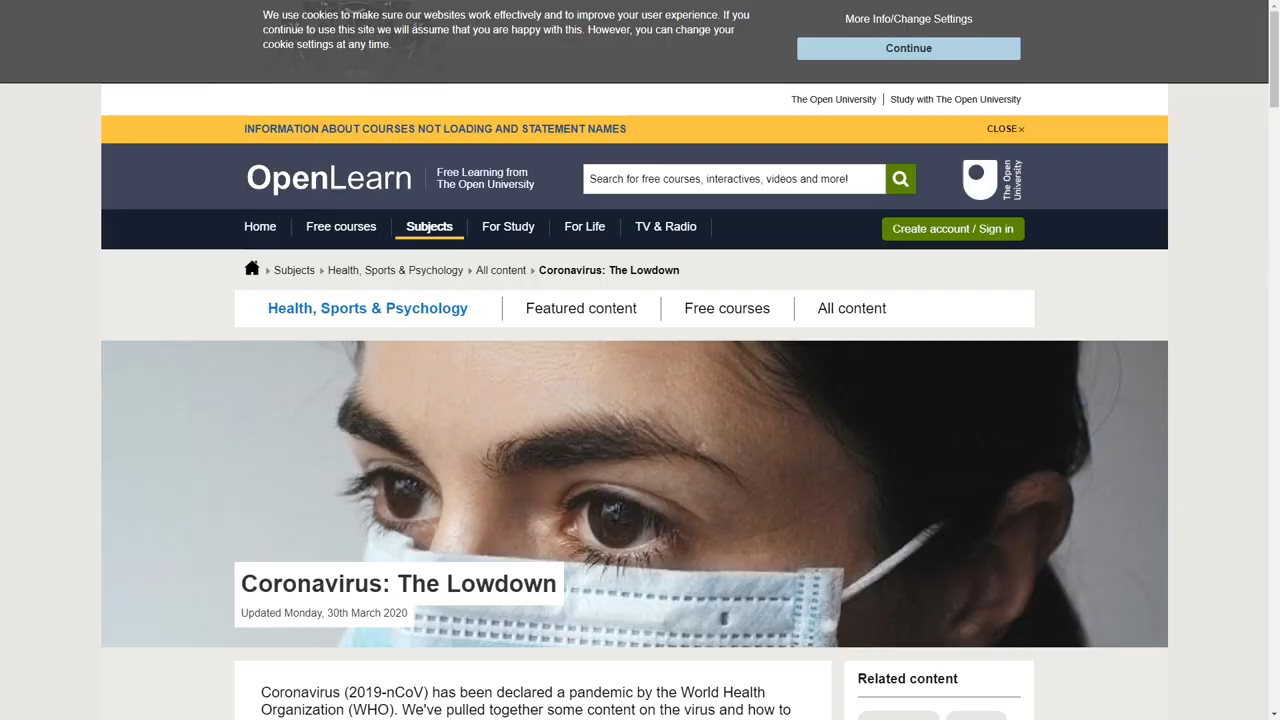 We use cookies to make sure our websites work effectively and to improve your user experience. If you
continue to use this site we will assume that you are happy with this. However, you can change your
cookie settings at any time.
More Info/Change Settings
Continue
The Open University
Study with The Open University
INFORMATION ABOUT COURSES NOT LOADING AND STATEMENT NAMES
CLOSE×
OpenLearn
Free Learning from
The Open University
Search for free courses, interactives, videos and more!
The Open
University
Home
Free courses
Subjects
For Study
For Life
TV & Radio
Create account / Sign in
Subjects
Health, Sports & Psychology
All content
Coronavirus: The Lowdown
Health, Sports & Psychology
Featured content
Free courses
All content
Coronavirus: The Lowdown
Updated Monday, 30th March 2020
Coronavirus (2019-nCoV) has been declared a pandemic by the World Health
Organization (WHO). We've pulled together some content on the virus and how to
Related content